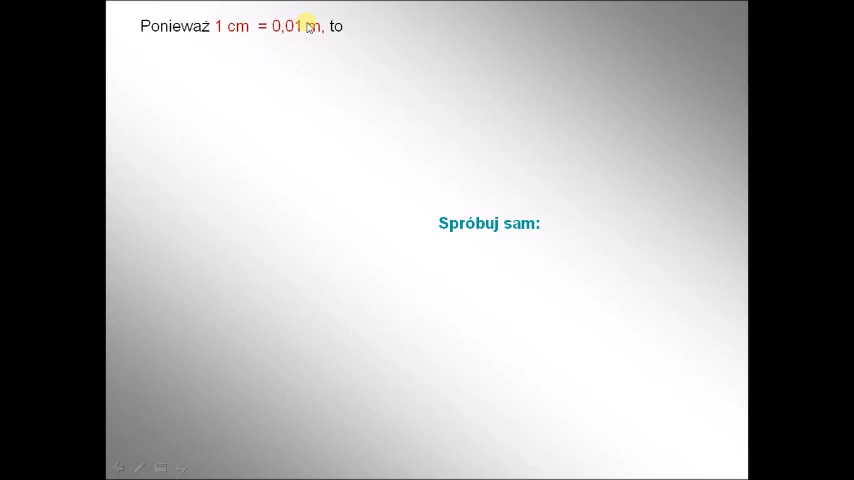 Ponieważ 1 cm = 0,01 m, to
Spróbuj sam: